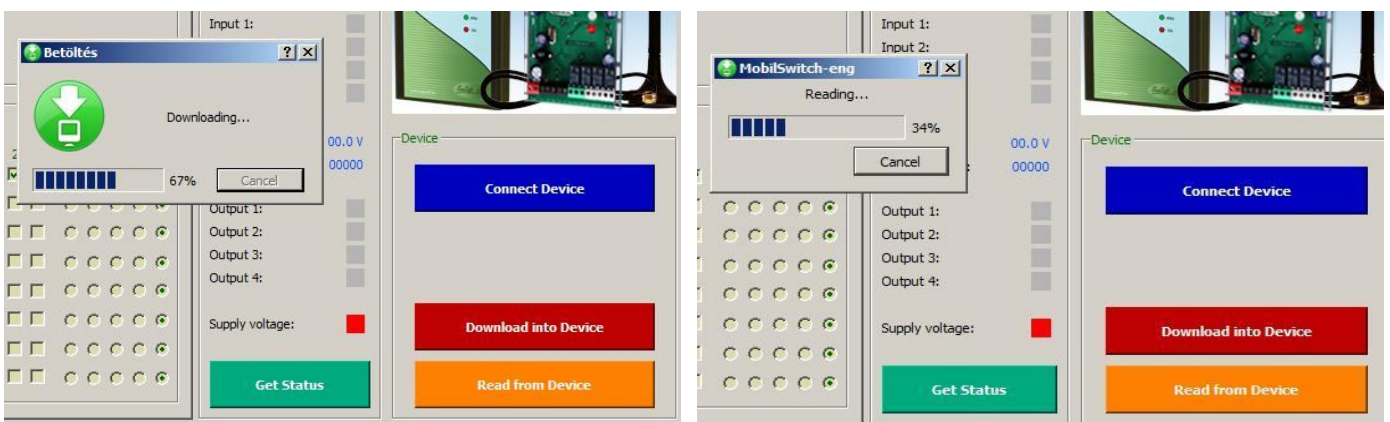 Input 1:
Betöltés
Downloading...
67%
Cancel
2
00.0 V
00000
Output 1:
Output 2:
Output 3:
Output 4:
Supply voltage:
Get Status
Device
Connect Device
Download into Device
Read from Device
Input 1:
Input 2:
MobilSwitch-eng
Reading...
34%
Cancel
00.0 V
: 00000
Output 1:
Output 2:
Output 3:
Output 4:
Supply voltage:
Get Status
Device
Connect Device
Download into Device
Read from Device